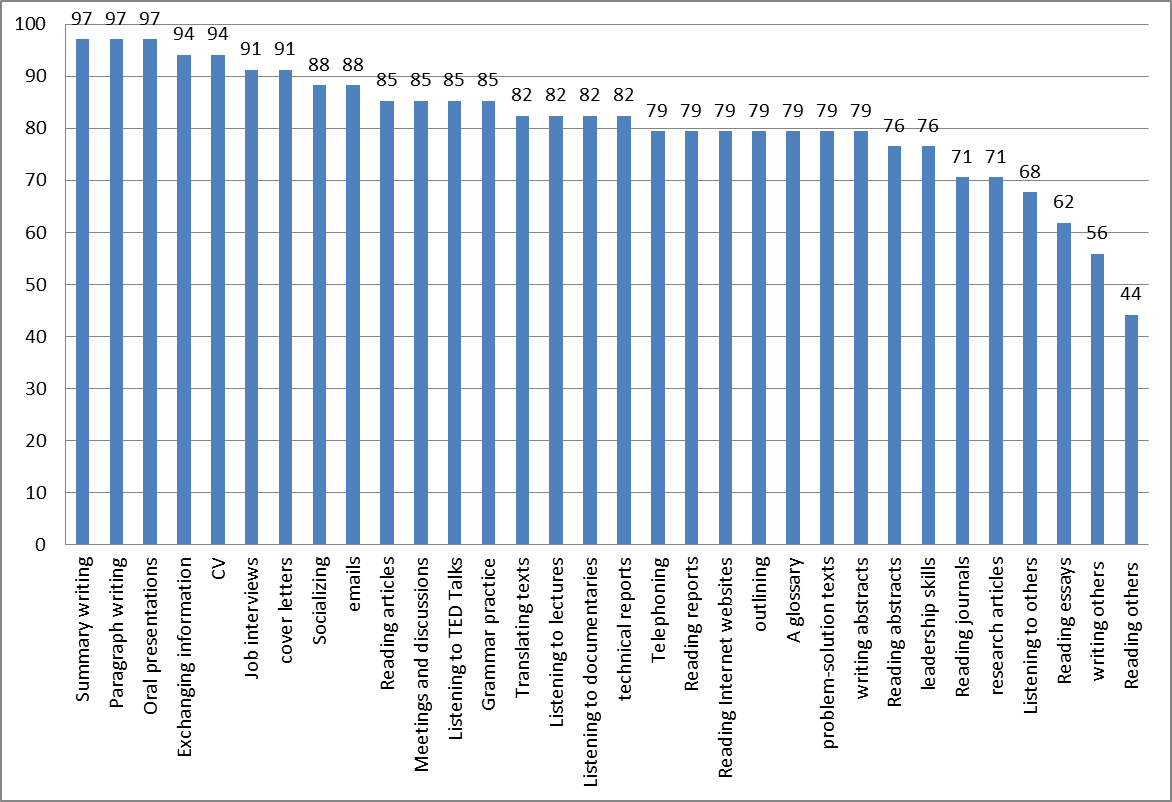 100
90
80
70
60
50
40
30
20
10
0
97
97
97
94
94
91
91
88
88
85
85
85
85
82
82
82
82
79
79
79
79
79
79
79
76
76
71
71
68
62
56
44
Summary writing
Paragraph writing
Oral presentations
Exchanging information
CV
Job interviews
cover letters
Socializing
emails
Reading articles
Meetings and discussions
Listening to TED Talks
Grammar practice
Translating texts
Listening to lectures
Listening to documentaries
technical reports
Telephoning
Reading reports
Reading Internet websites
outlining
A glossary
problem-solution texts
writing abstracts
Reading abstracts
leadership skills
Reading journals
research articles
Listening to others
Reading essays
writing others
Reading others